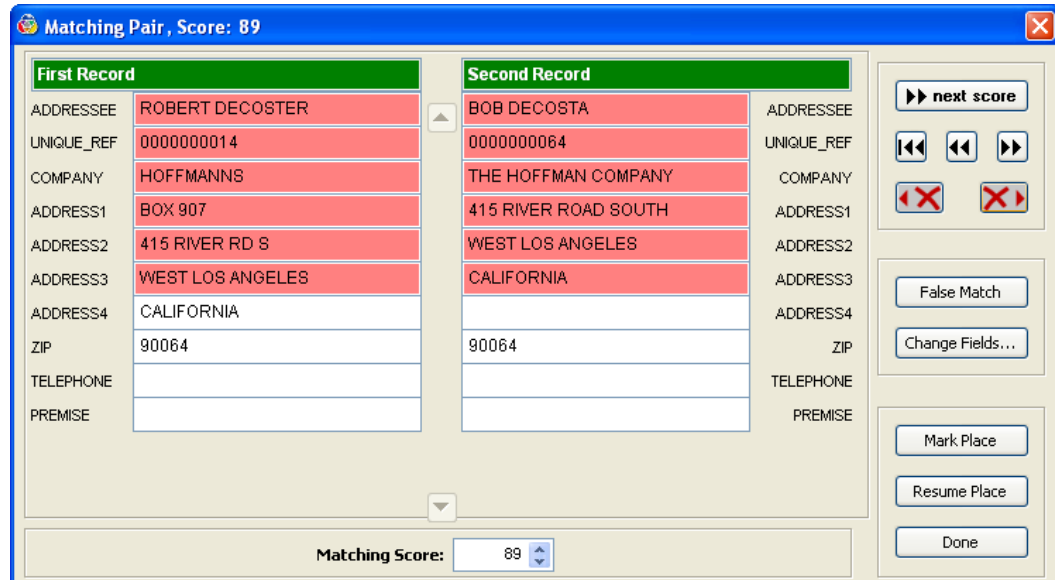 Matching Pair, Score: 89
First Record Second Record
ADDRESSEE ROBERT DECOSTER BOB DECOSTA ADDRESSEE
UNIQUE_REF 0000000014 0000000064 UNIQUE_REF
COMPANY HOFFMANNS THE HOFFMAN COMPANY COMPANY
ADDRESS1 BOX 907 415 RIVER ROAD SOUTH ADDRESS1
ADDRESS2 415 RIVER RD S WEST LOS ANGELES ADDRESS2
ADDRESS3 WEST LOS ANGELES CALIFORNIA ADDRESS3
ADDRESS4 CALIFORNIA ADDRESS4
ZIP 90064 90064 ZIP
TELEPHONE TELEPHONE
PREMISE PREMISE
Matching Score: 89
next score
False Match
Change Fields...
Mark Place
Resume Place
Done